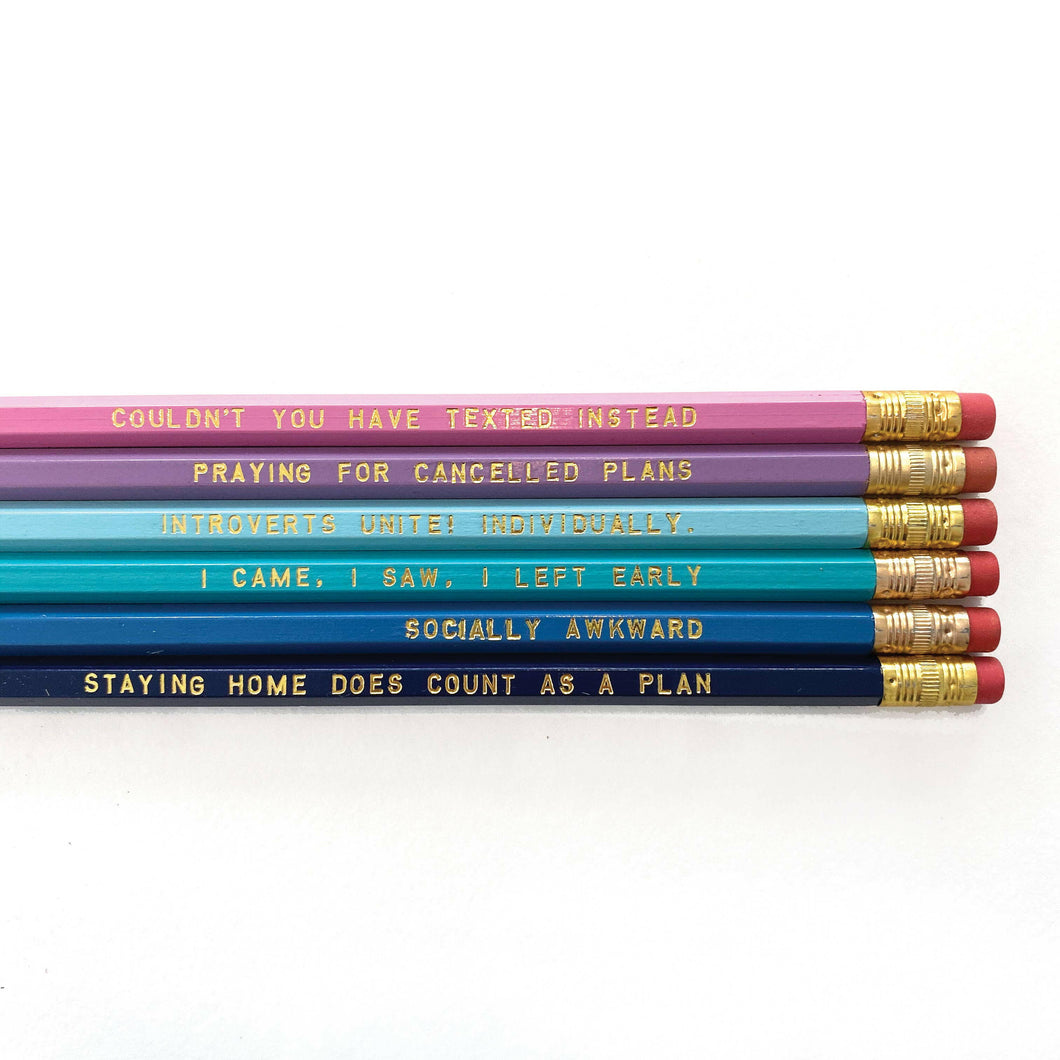 COULDN'T YOU HAVE TEXTED INSTEAD
PRAYING FOR CANCELLED PLANS
INTROVERTS UNITE! INDIVIDUALLY.
I CAME, I SAW, I LEFT EARLY
SOCIALLY AWKWARD
STAYING HOME DOES COUNT AS A PLAN